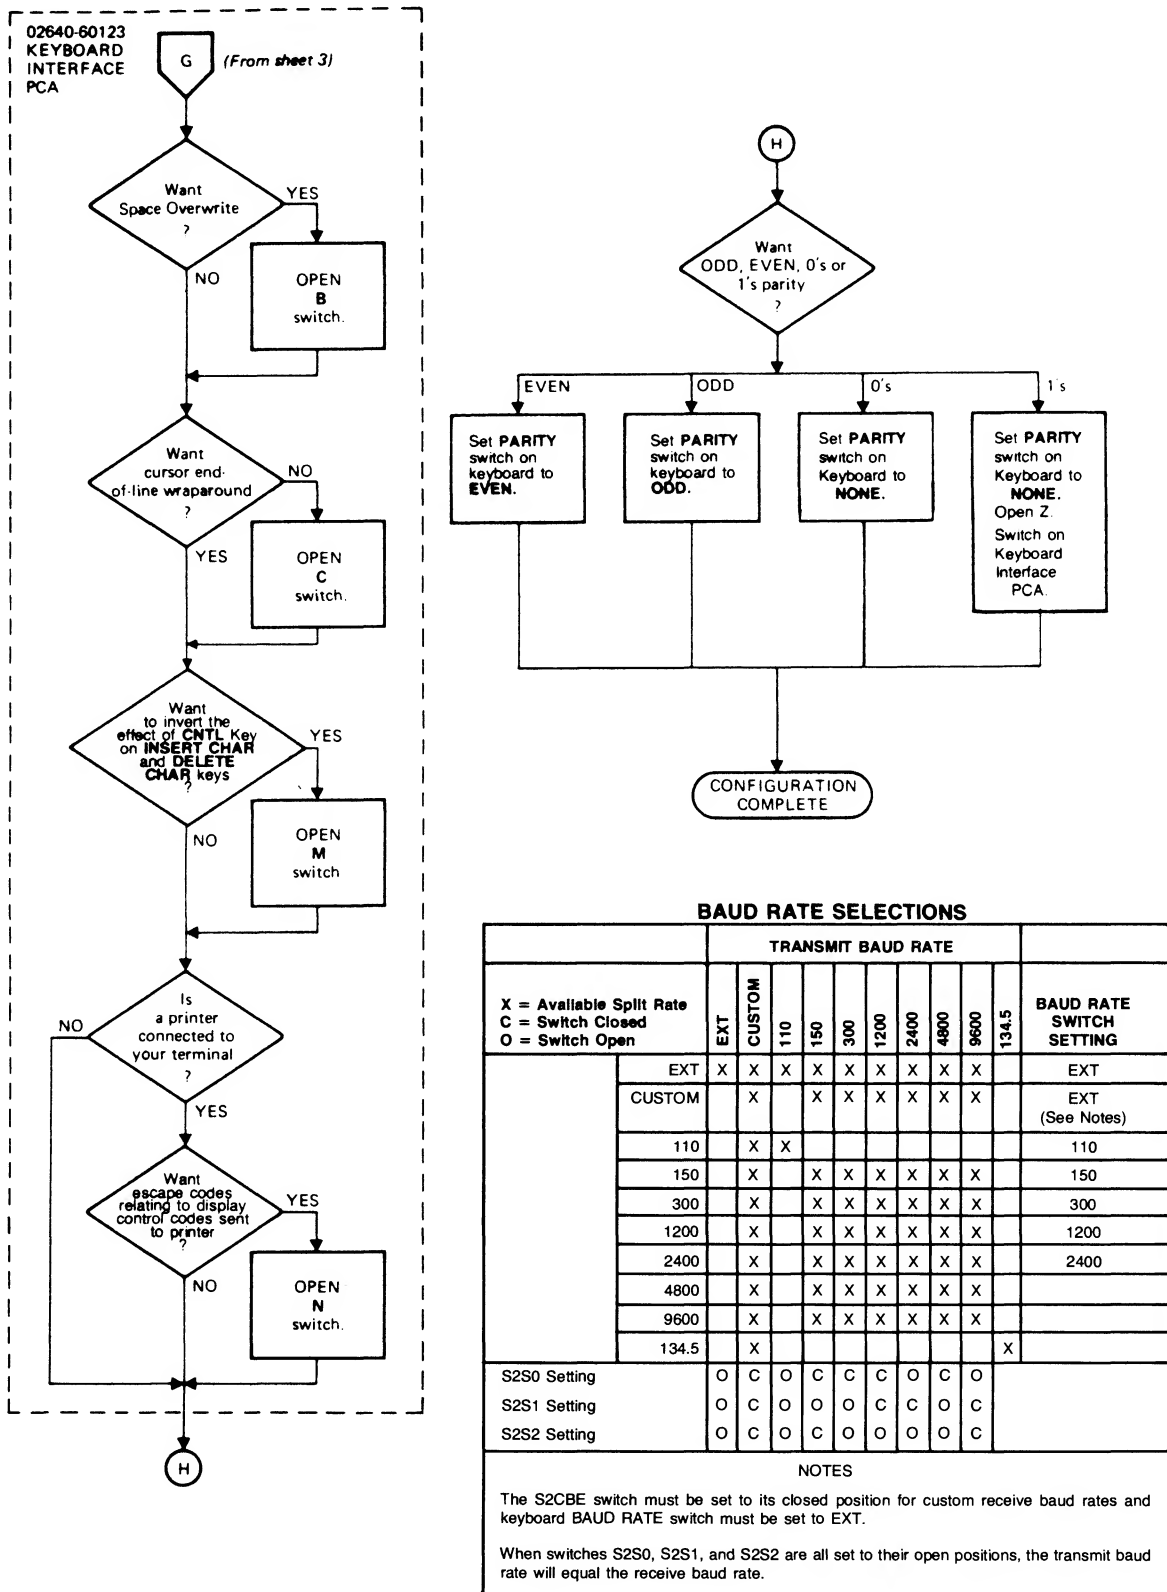 02640-60123
KEYBOARD
INTERFACE
PCA
G
(From sheet 3)
Want
Space Overwrite
?
YES
NO
OPEN
B
switch.
Want
cursor end-
of-line wraparound
?
NO
YES
OPEN
C
switch.
Want
to invert the
effect of CNTL Key
on INSERT CHAR
and DELETE
CHAR keys
?
YES
NO
OPEN
M
switch
Is
a printer
connected to
your terminal
?
NO
YES
Want
escape codes
relating to display
control codes sent
to printer
?
YES
NO
OPEN
N
switch.
H
H
Want
ODD, EVEN, 0's or
1's parity
?
EVEN
ODD
0's
1's
Set PARITY
switch on
keyboard to
EVEN.
Set PARITY
switch on
keyboard to
ODD.
Set PARITY
switch on
Keyboard to
NONE.
Set PARITY
switch on
Keyboard to
NONE.
Open Z.
Switch on
Keyboard
Interface
PCA.
CONFIGURATION
COMPLETE
BAUD RATE SELECTIONS
TRANSMIT BAUD RATE
X = Available Split Rate
C = Switch Closed
O = Switch Open
EXT CUSTOM 110 150 300 1200 2400 4800 9600 134.5
BAUD RATE
SWITCH
SETTING
EXT X X X X X X X X X EXT
CUSTOM X X X X X X X EXT
(See Notes)
110 X X 110
150 X X X X X X X 150
300 X X X X X X X 300
1200 X X X X X X X 1200
2400 X X X X X X X 2400
4800 X X X X X X X
9600 X X X X X X X
134.5 X X
S2S0 Setting O C O C C C O C O
S2S1 Setting O C O O O C C O C
S2S2 Setting O C O C O O O O C
NOTES
The S2CBE switch must be set to its closed position for custom receive baud rates and
keyboard BAUD RATE switch must be set to EXT.
When switches S2S0, S2S1, and S2S2 are all set to their open positions, the transmit baud
rate will equal the receive baud rate.